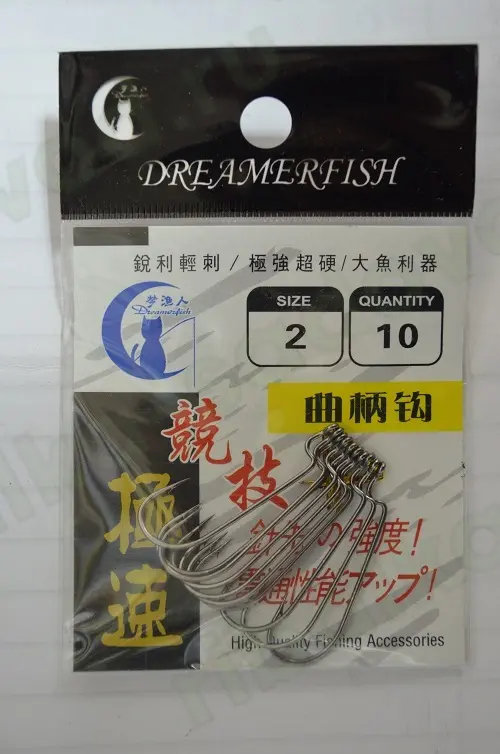 DREAMERFISH
銳利輕刺/極強超硬/大魚利器
梦渔人
Dreamerfish
SIZE
2
QUANTITY
10
曲柄钩
競技
極速
の強度!
通性能アップ!
High Quality Fishing Accessories